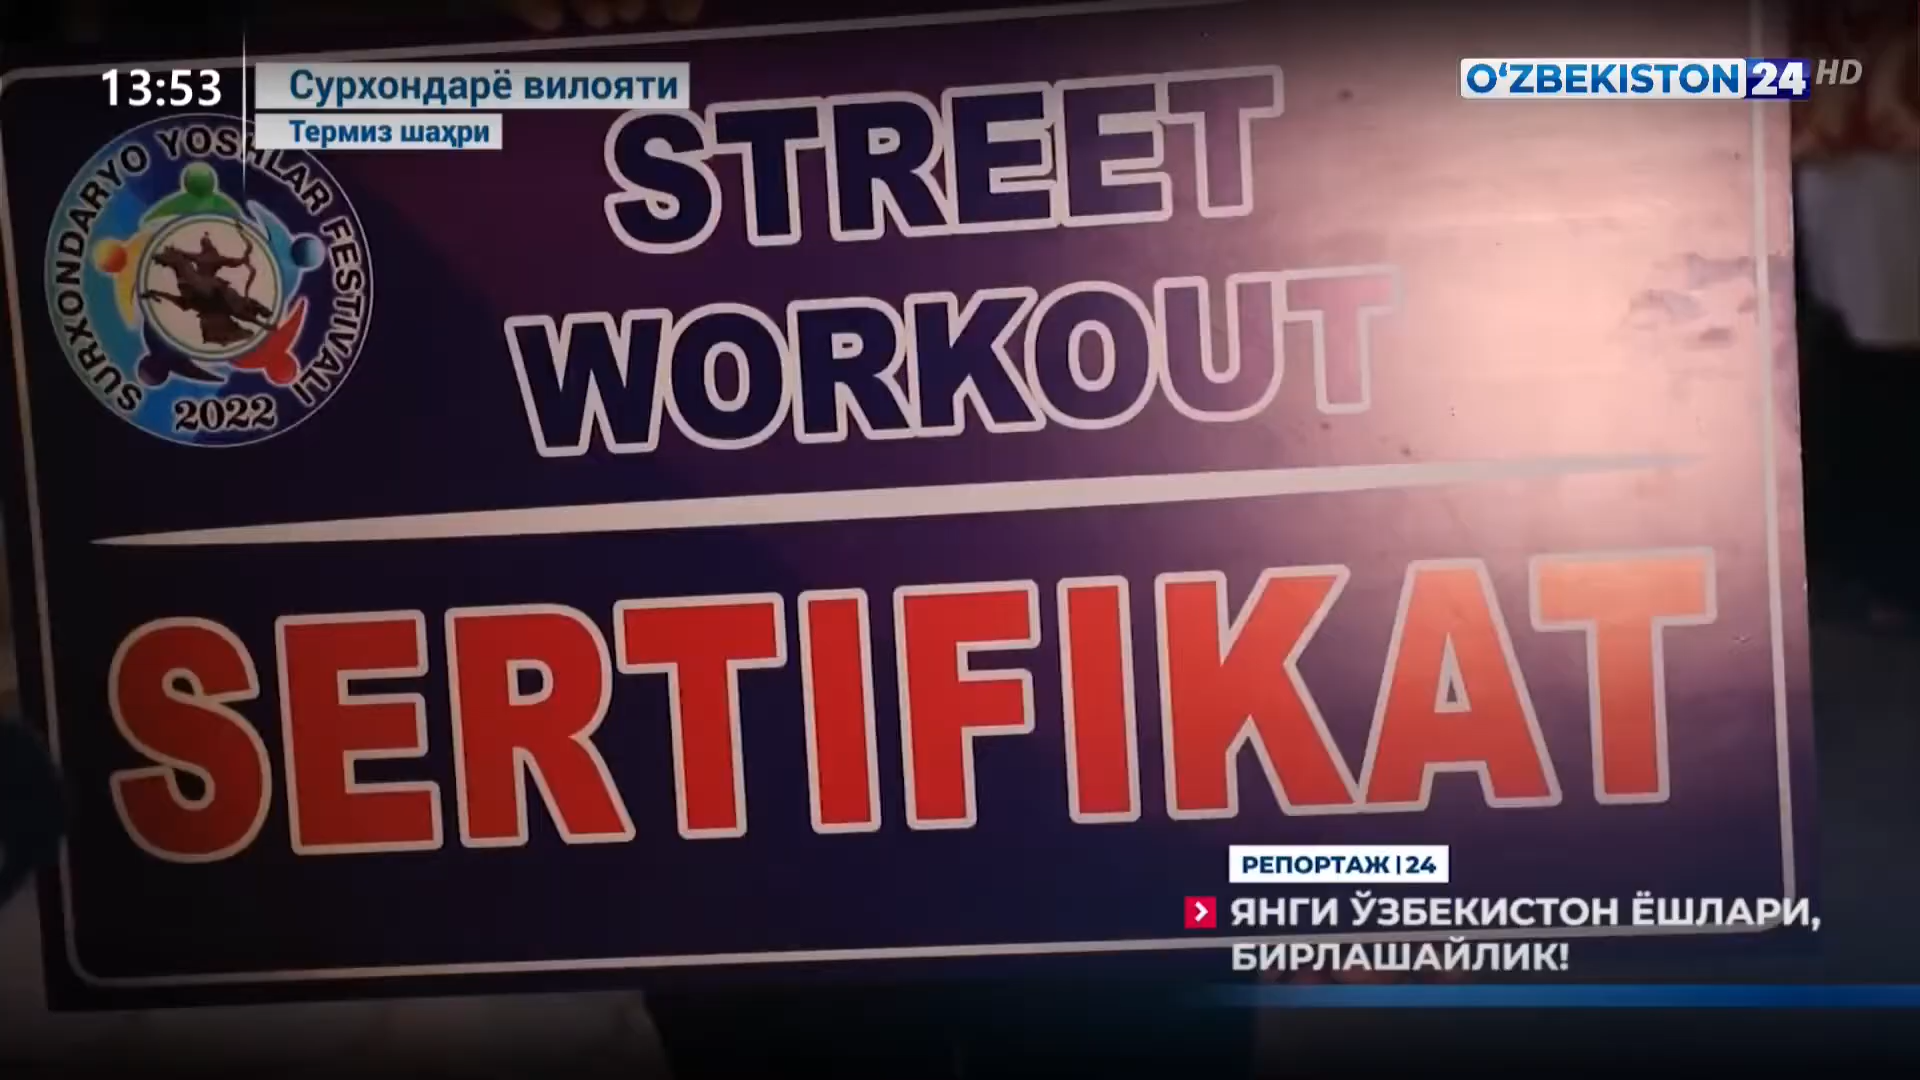 13:53
Сурхондарё вилояти
Термиз шаҳри
O‘ZBEKISTON 24 HD
SURXONDARYO YOSHLAR FESTIVALI
2022
STREET
WORKOUT
SERTIFIKAT
РЕПОРТАЖ|24
ЯНГИ ЎЗБЕКИСТОН ЁШЛАРИ,
БИРЛАШАЙЛИК!